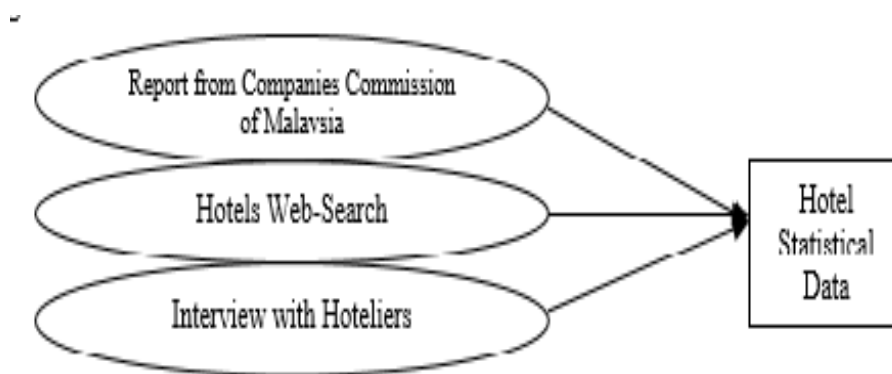 Report from Companies Commission
of Malaysia
Hotels Web-Search
Interview with Hoteliers
Hotel
Statistical
Data